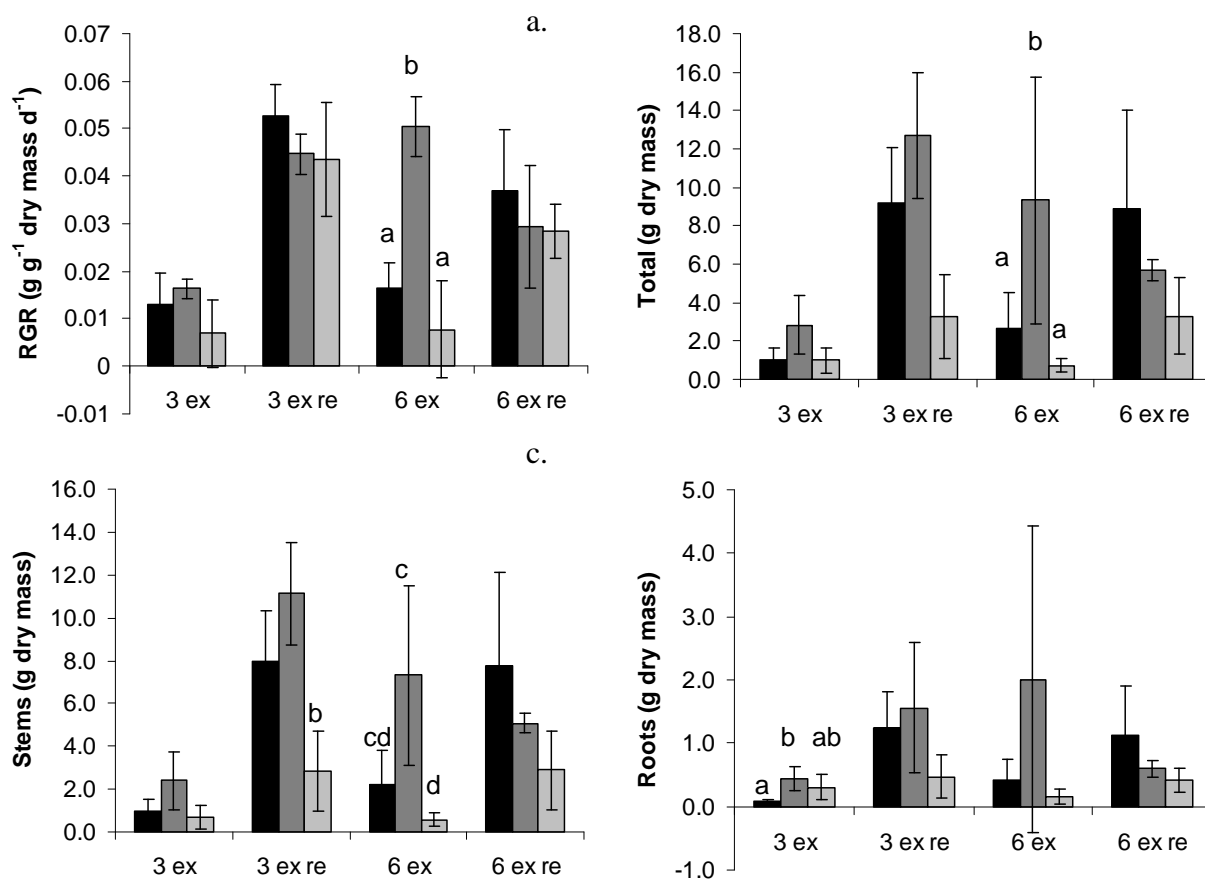 a.
RGR (g g⁻¹ dry mass d⁻¹)
0.07
0.06
0.05
0.04
0.03
0.02
0.01
0
-0.01
b
a
a
3 ex
3 ex re
6 ex
6 ex re
Total (g dry mass)
18.0
16.0
14.0
12.0
10.0
8.0
6.0
4.0
2.0
0.0
b
a
a
3 ex
3 ex re
6 ex
6 ex re
c.
Stems (g dry mass)
16.0
14.0
12.0
10.0
8.0
6.0
4.0
2.0
0.0
b
cd
c
d
3 ex
3 ex re
6 ex
6 ex re
Roots (g dry mass)
5.0
4.0
3.0
2.0
1.0
0.0
-1.0
a
b
ab
3 ex
3 ex re
6 ex
6 ex re